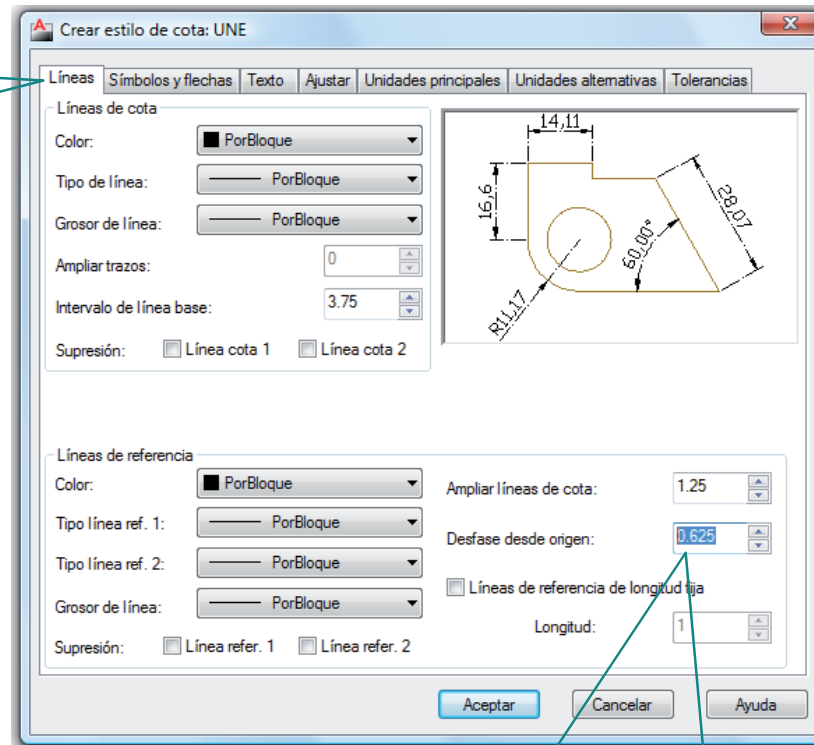 Crear estilo de cota: UNE
Líneas Símbolos y flechas Texto Ajustar Unidades principales Unidades alternativas Tolerancias
Líneas de cota
Color: PorBloque
Tipo de línea: PorBloque
Grosor de línea: PorBloque
Ampliar trazos: 0
Intervalo de línea base: 3.75
Supresión: Línea cota 1 Línea cota 2
14,11
16,6
28,07
60,00°
R11,17
Líneas de referencia
Color: PorBloque
Tipo línea ref. 1: PorBloque
Tipo línea ref. 2: PorBloque
Grosor de línea: PorBloque
Supresión: Línea refer. 1 Línea refer. 2
Ampliar líneas de cota: 1.25
Desfase desde origen: 0.625
Líneas de referencia de longitud fija
Longitud: 1
Aceptar Cancelar Ayuda